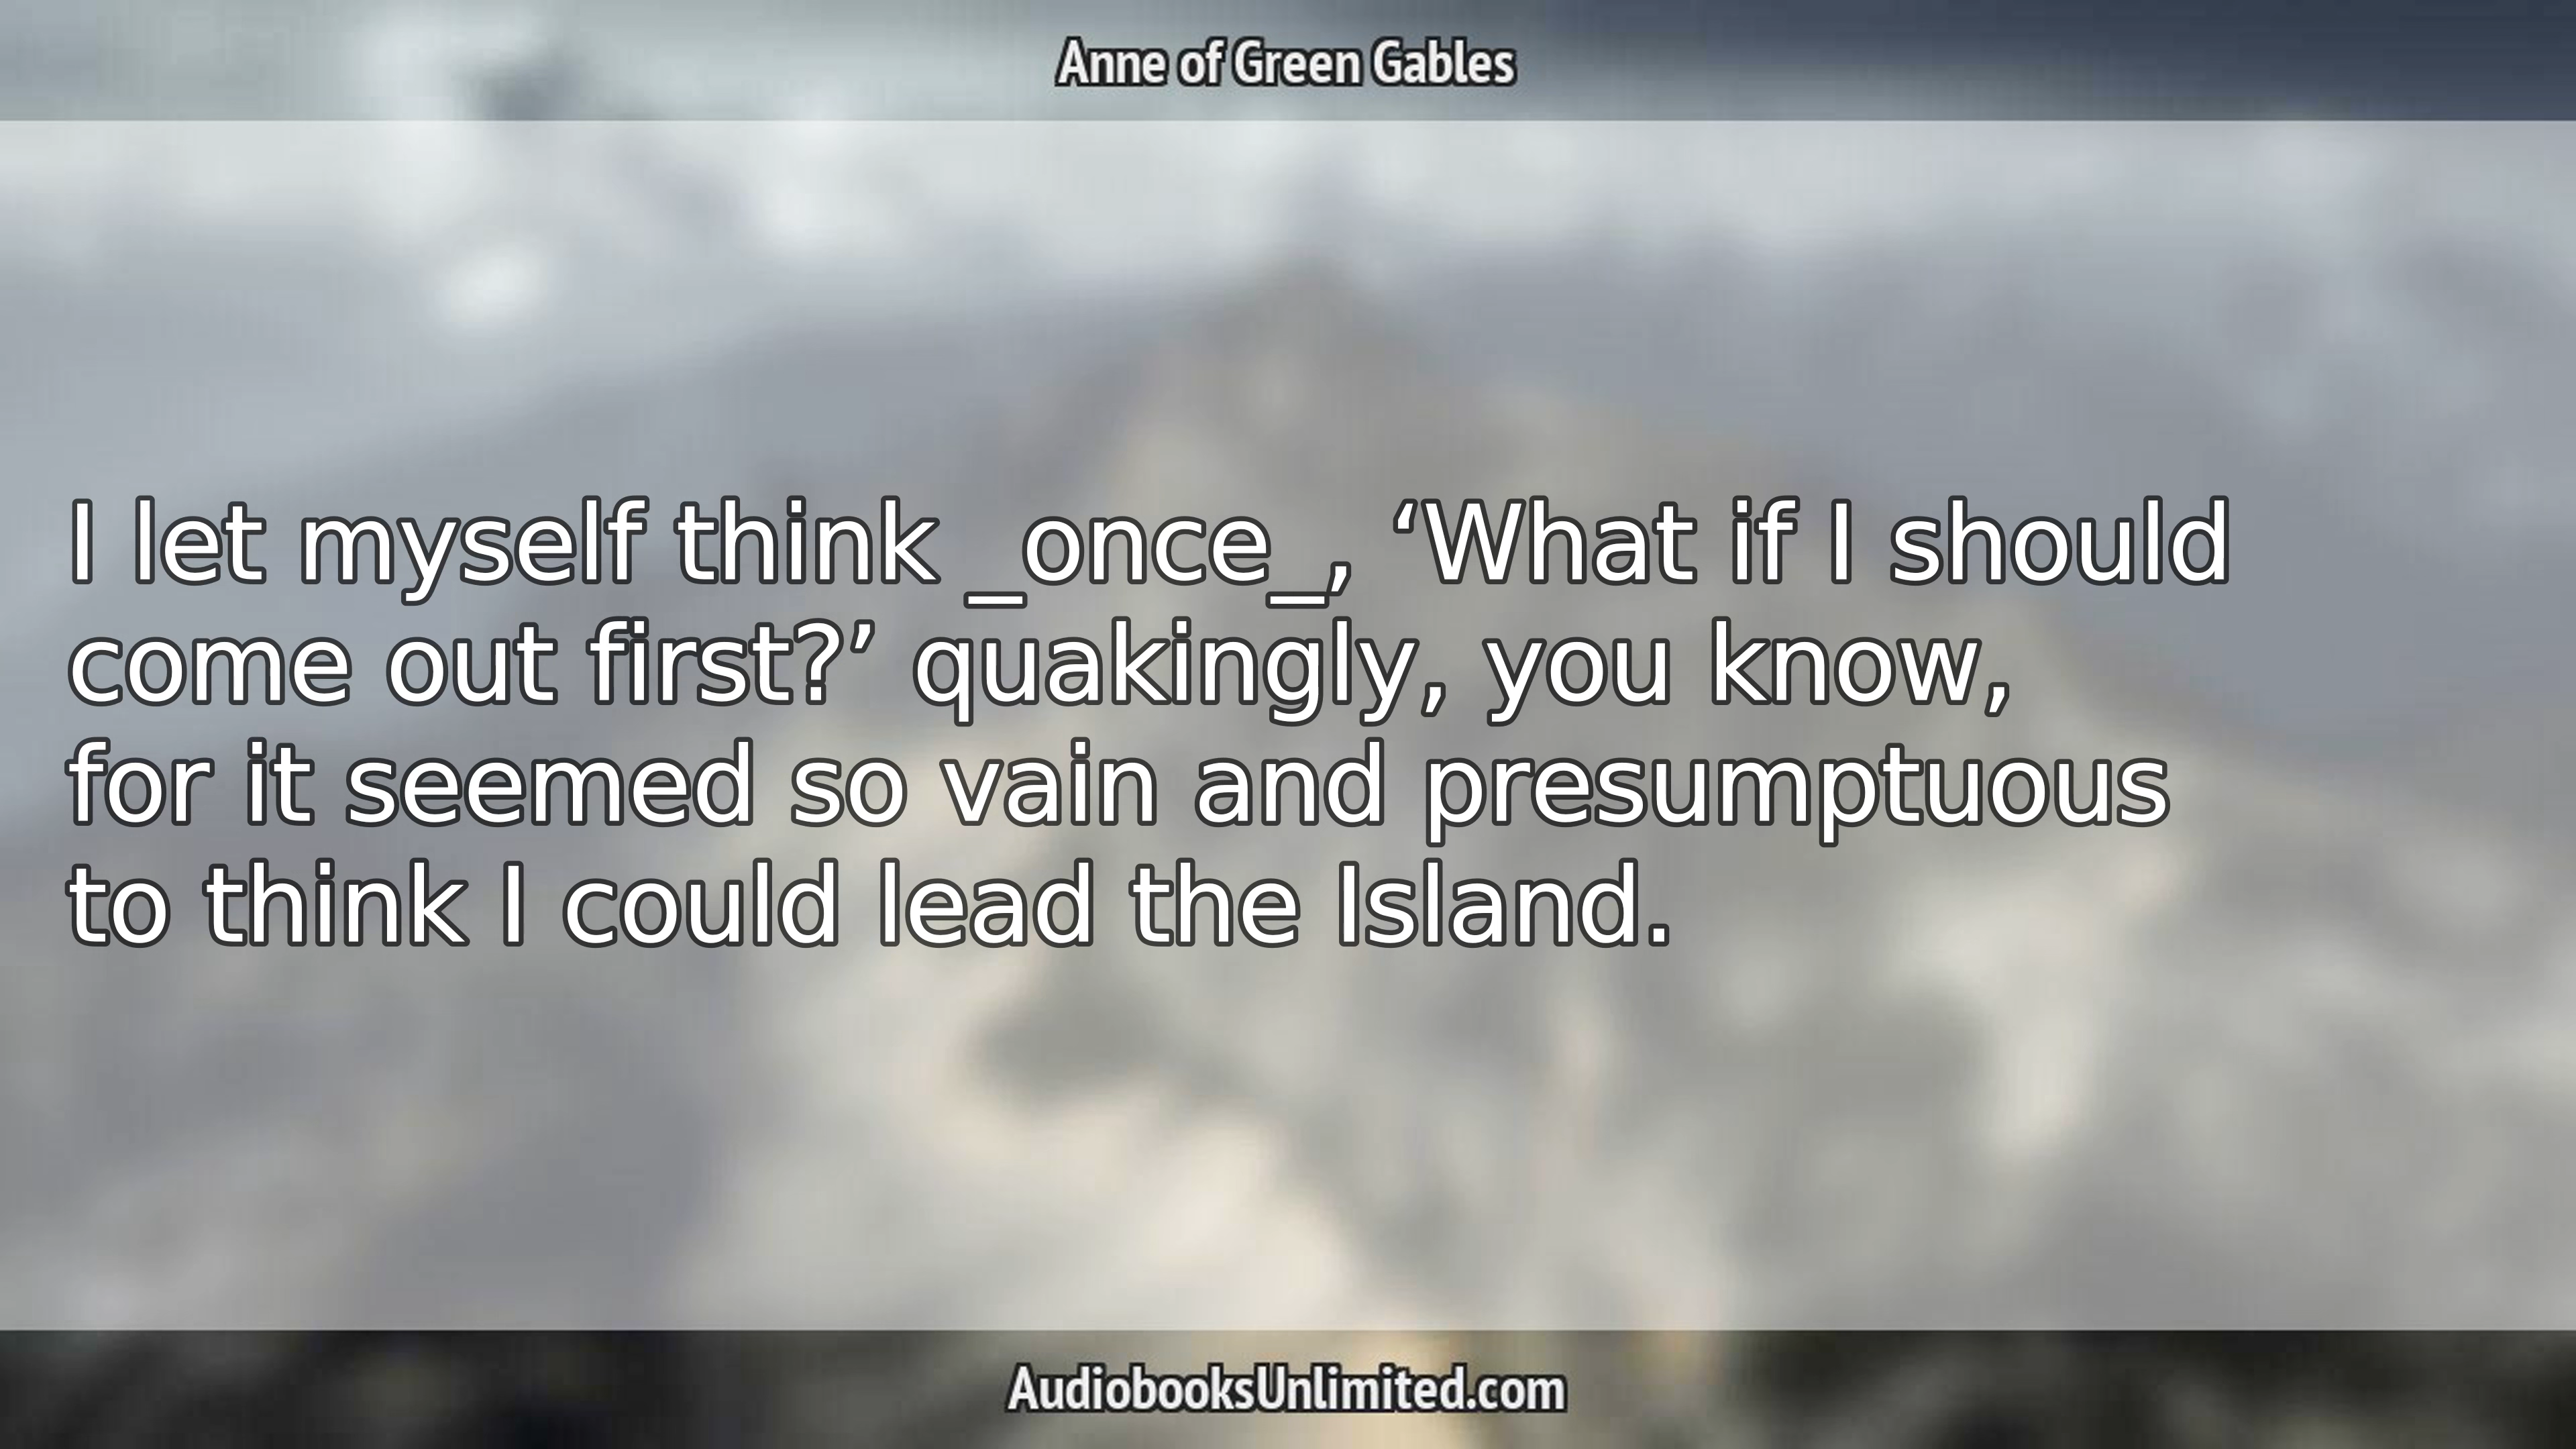 Anne of Green Gables
I let myself think _once_, ‘What if I should
come out first?’ quakingly, you know,
for it seemed so vain and presumptuous
to think I could lead the Island.
AudiobooksUnlimited.com